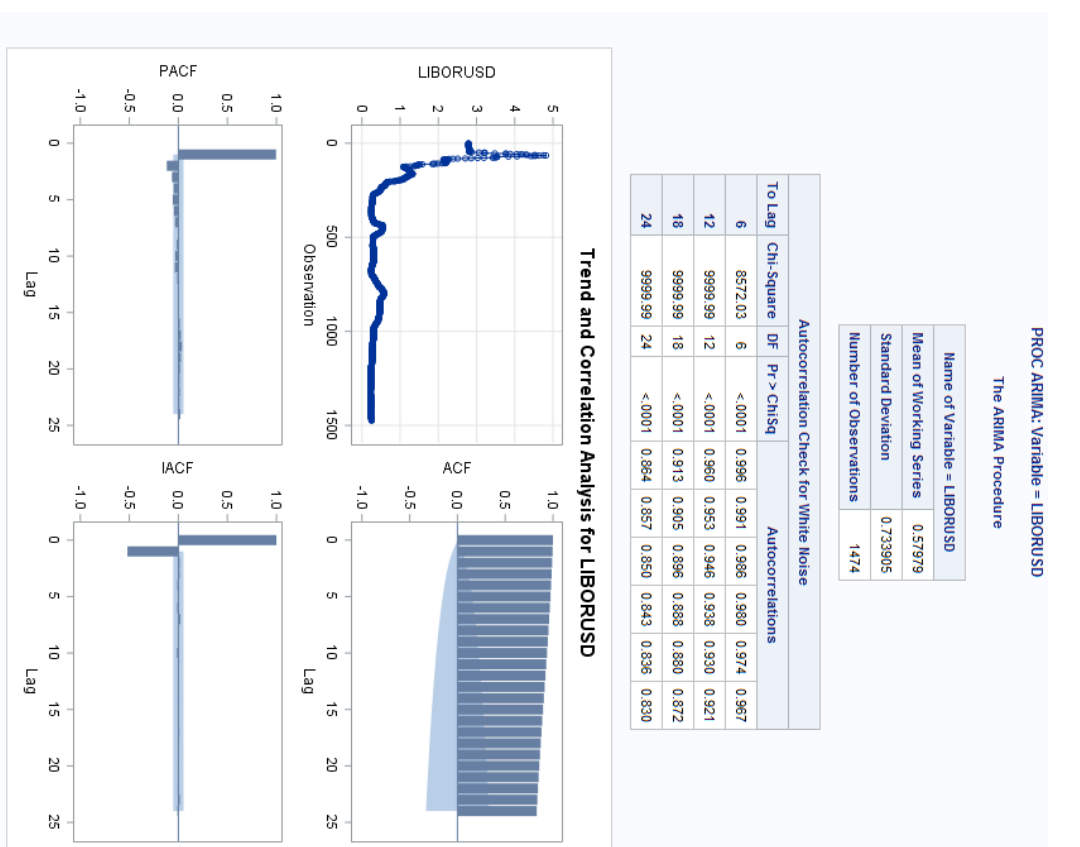 PROC ARIMA: Variable = LIBORUSD
The ARIMA Procedure
Name of Variable = LIBORUSD
Mean of Working Series 0.57979
Standard Deviation 0.733905
Number of Observations 1474
Autocorrelation Check for White Noise
To Lag Chi-Square DF Pr > ChiSq Autocorrelations
6 8572.03 6 <.0001 0.996 0.991 0.986 0.980 0.974 0.967
12 9999.99 12 <.0001 0.960 0.953 0.946 0.938 0.930 0.921
18 9999.99 18 <.0001 0.913 0.905 0.896 0.888 0.880 0.872
24 9999.99 24 <.0001 0.864 0.857 0.850 0.843 0.836 0.830
Trend and Correlation Analysis for LIBORUSD
LIBORUSD
5
4
3
2
1
0
0 500 1000 1500
Observation
ACF
1.0
0.5
0.0
-0.5
-1.0
0 5 10 15 20 25
Lag
PACF
1.0
0.5
0.0
-0.5
-1.0
0 5 10 15 20 25
Lag
IACF
1.0
0.5
0.0
-0.5
-1.0
0 5 10 15 20 25
Lag